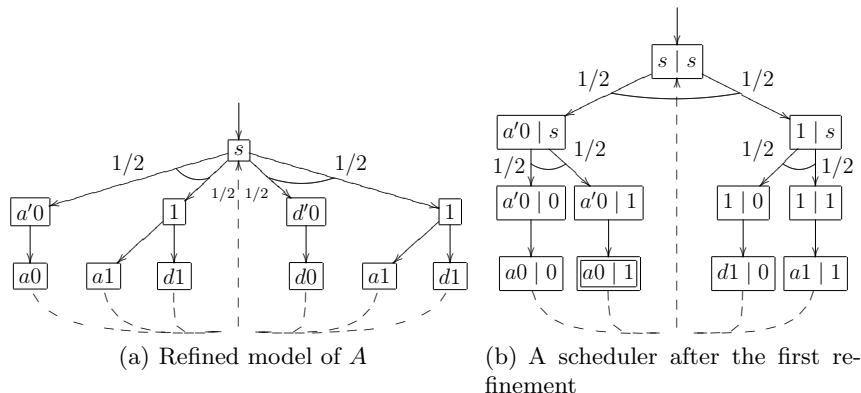 s | s
1/2 1/2
a′0 | s 1 | s
1/2 1/2 1/2
a′0 | 0 a′0 | 1 1 | 0 1 | 1
a0 | 0 a0 | 1 d1 | 0 a1 | 1
s
1/2 1/2
1/2 1/2
a′0 1 d′0 1
a0 a1 d1 d0 a1 d1
(a) Refined model of A
(b) A scheduler after the first re-
finement